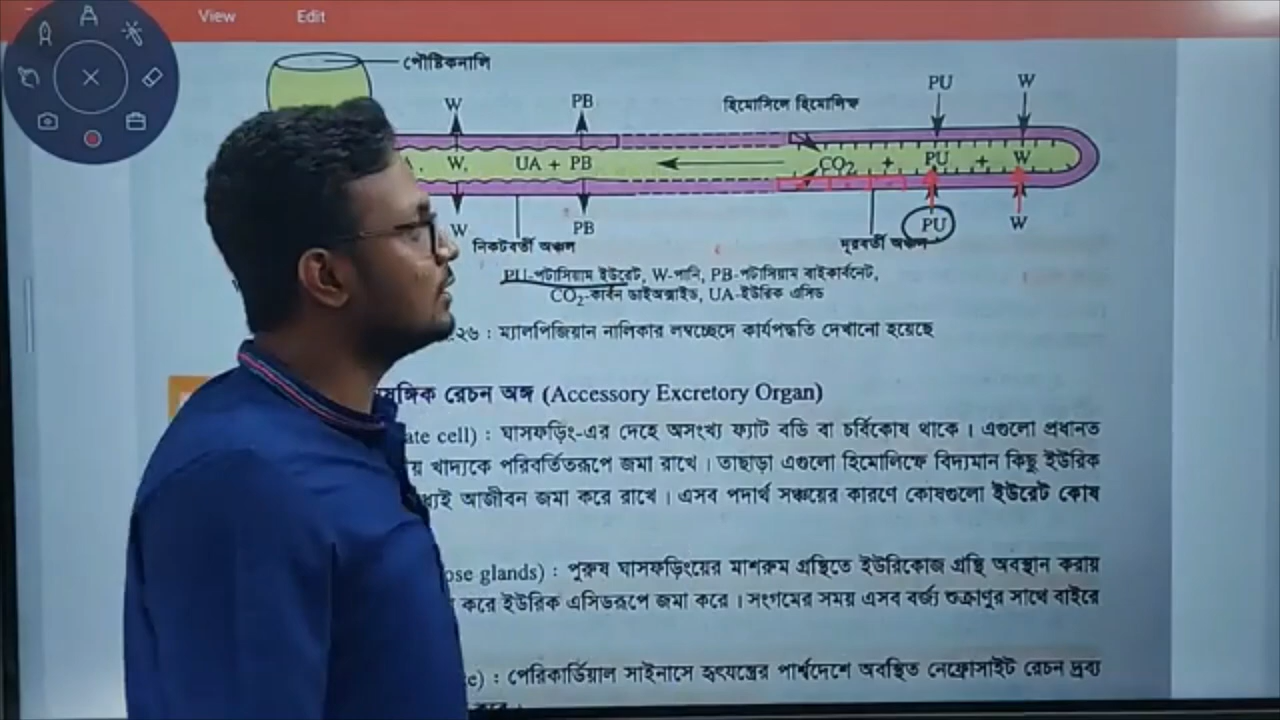 View Edit
পৌষ্টিকনালি
W PB হিমোসিলে হিমোলিম্ফ PU W
W, UA + PB CO2 + PU + W
W PB PU W
নিকটবর্তী অঞ্চল দূরবর্তী অঞ্চল
PU-পটাসিয়াম ইউরেট, W-পানি, PB-পটাসিয়াম বাইকার্বনেট,
CO2-কার্বন ডাইঅক্সাইড, UA-ইউরিক এসিড
২৬ : ম্যালপিজিয়ান নালিকার লম্বচ্ছেদে কার্যপদ্ধতি দেখানো হয়েছে
রেচন অঙ্গ (Accessory Excretory Organ)
cell) : ঘাসফড়িং-এর দেহে অসংখ্য ফ্যাট বডি বা চর্বিকোষ থাকে । এগুলো প্রধানত
খাদ্যকে পরিবর্তিতরূপে জমা রাখে । তাছাড়া এগুলো হিমোলিম্ফে বিদ্যমান কিছু ইউরিক
আজীবন জমা করে রাখে । এসব পদার্থ সঞ্চয়ের কারণে কোষগুলো ইউরেট কোষ
glands) : পুরুষ ঘাসফড়িংয়ের মাশরুম গ্রন্থিতে ইউরিকোজ গ্রন্থি অবস্থান করায়
করে ইউরিক এসিডরূপে জমা করে । সংগমের সময় এসব বর্জ্য শুক্রাণুর সাথে বাইরে
: পেরিকার্ডিয়াল সাইনাসে হৃৎযন্ত্রের পার্শ্বদেশে অবস্থিত নেফ্রোসাইট রেচন দ্রব্য